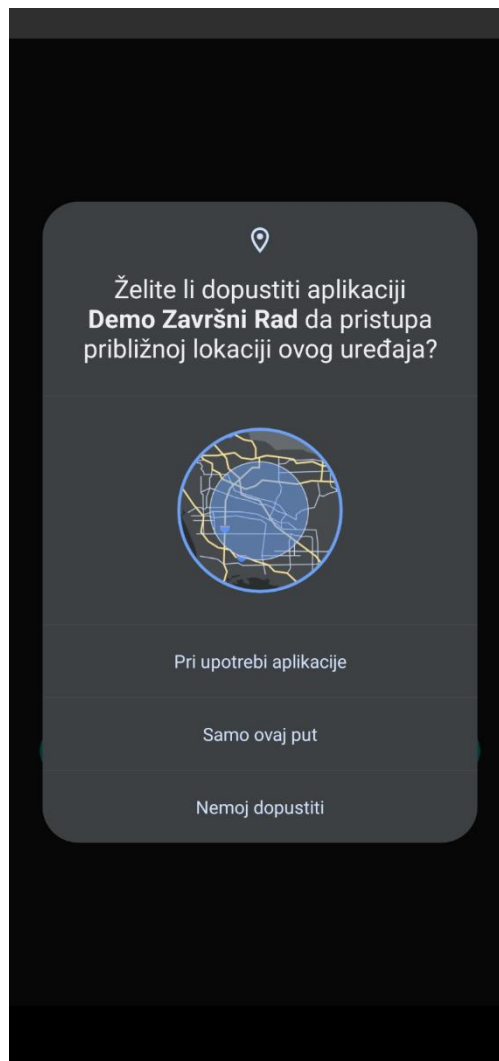 Želite li dopustiti aplikaciji
Demo Završni Rad da pristupa
približnoj lokaciji ovog uređaja?
Pri upotrebi aplikacije
Samo ovaj put
Nemoj dopustiti